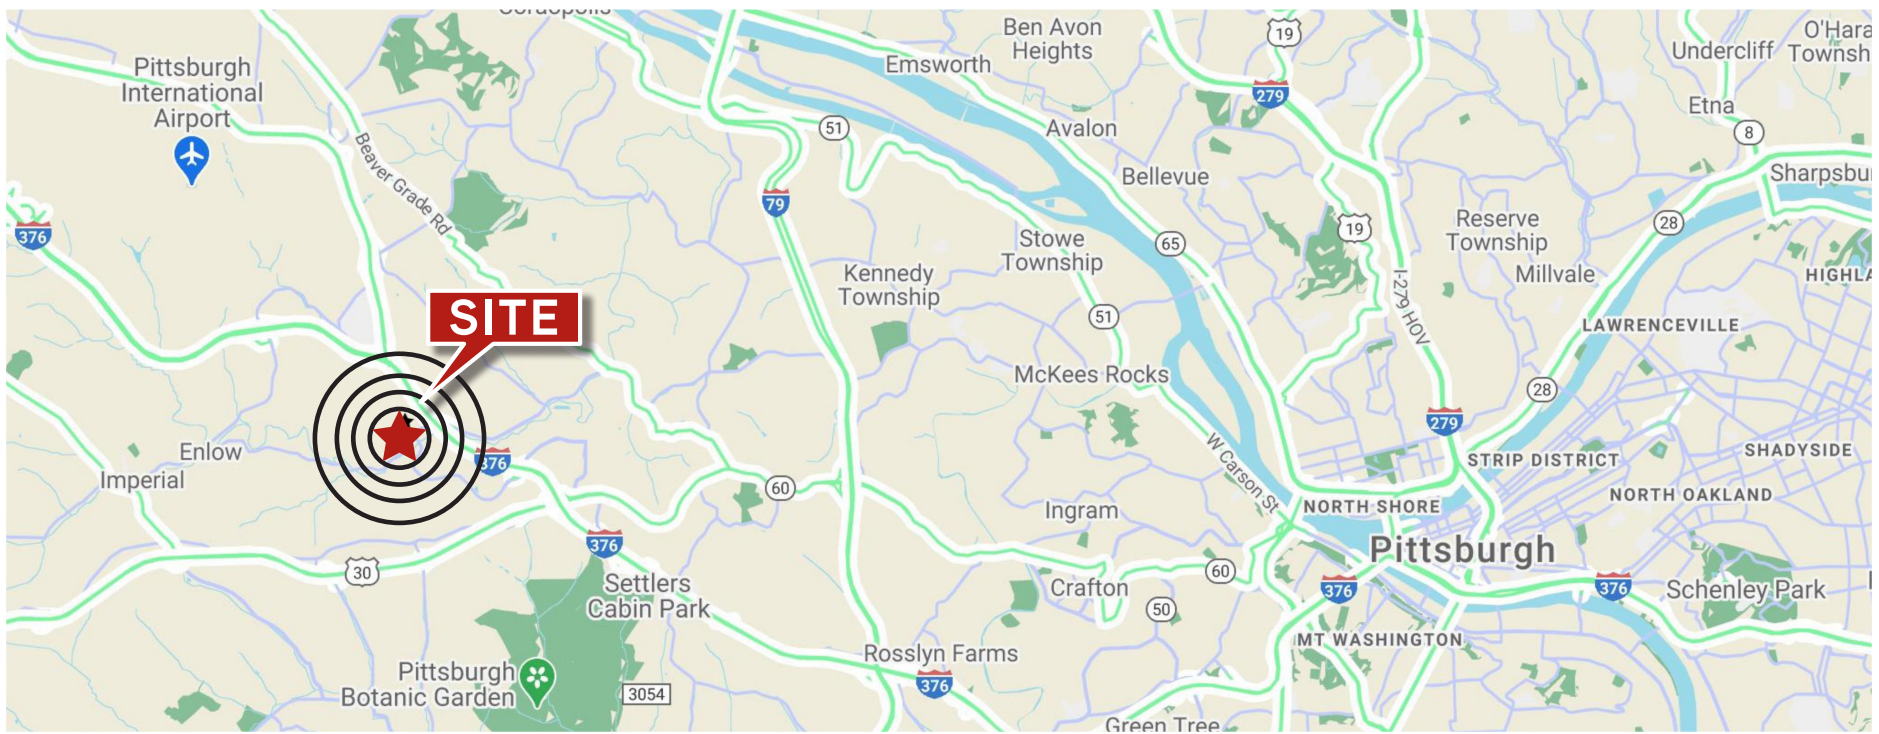 Coraopolis
Ben Avon
Heights
19
Undercliff
O'Hara
Townsh
Pittsburgh
International
Airport
Emsworth
279
Etna
8
51
Avalon
Beaver Grade Rd
Bellevue
Sharpsbu
79
376
Stowe
Township
65
19
Reserve
Township
28
Kennedy
Township
Millvale
HIGHLA
SITE
51
I-279 HOV
LAWRENCEVILLE
McKees Rocks
28
279
Enlow
376
W Carson St
STRIP DISTRICT
SHADYSIDE
Imperial
60
NORTH SHORE
NORTH OAKLAND
Ingram
376
Pittsburgh
30
60
Settlers
Cabin Park
Crafton
50
376
376
Schenley Park
MT WASHINGTON
Rosslyn Farms
Pittsburgh
Botanic Garden
3054
376
Green Tree